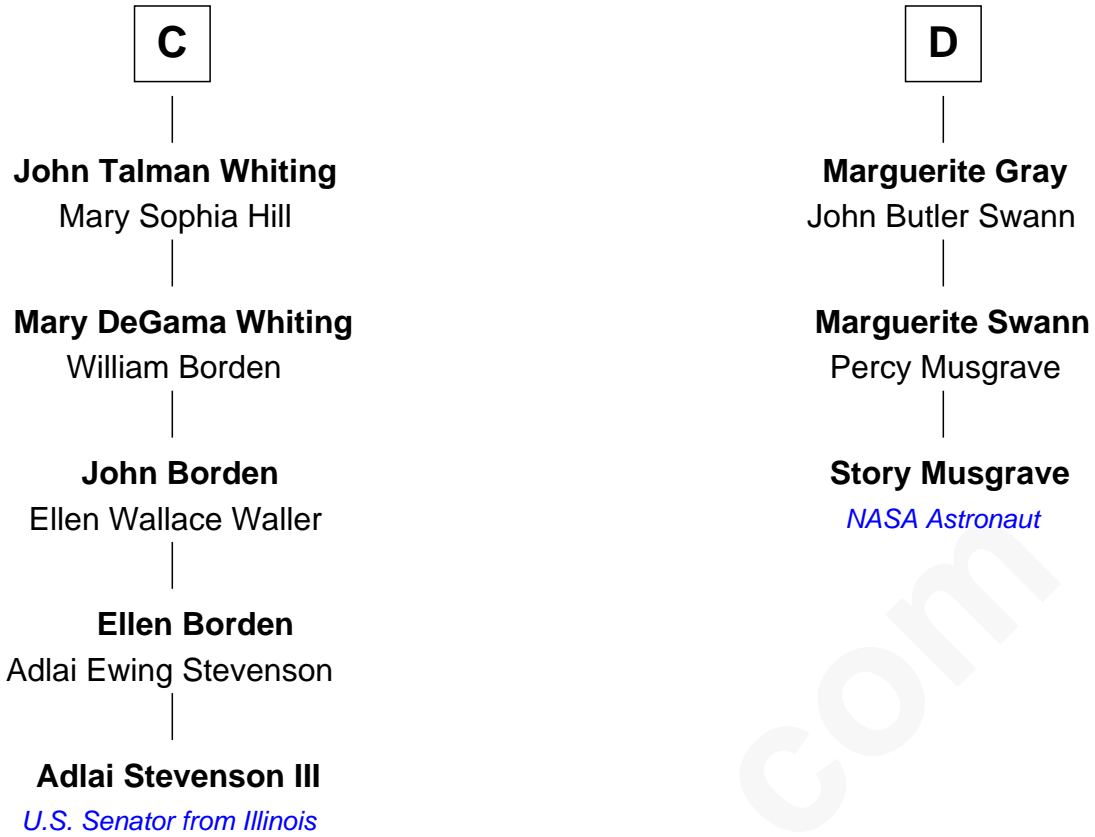 C
John Talman Whiting
Mary Sophia Hill
Mary DeGama Whiting
William Borden
John Borden
Ellen Wallace Waller
Ellen Borden
Adlai Ewing Stevenson
Adlai Stevenson III
U.S. Senator from Illinois
D
Marguerite Gray
John Butler Swann
Marguerite Swann
Percy Musgrave
Story Musgrave
NASA Astronaut
com